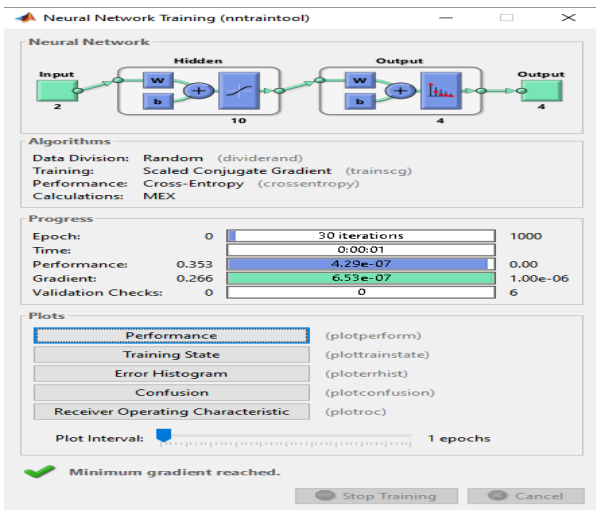 Neural Network Training (nntraintool)
Neural Network
Hidden Output
Input W b W b Output
2 10 4 4
Algorithms
Data Division: Random (dividerand)
Training: Scaled Conjugate Gradient (trainscg)
Performance: Cross-Entropy (crossentropy)
Calculations: MEX
Progress
Epoch: 0 30 iterations 1000
Time: 0:00:01
Performance: 0.353 4.29e-07 0.00
Gradient: 0.266 6.53e-07 1.00e-06
Validation Checks: 0 0 6
Plots
Performance (plotperform)
Training State (plottrainstate)
Error Histogram (ploterrhist)
Confusion (plotconfusion)
Receiver Operating Characteristic (plotroc)
Plot Interval: 1 epochs
Minimum gradient reached.
Stop Training Cancel